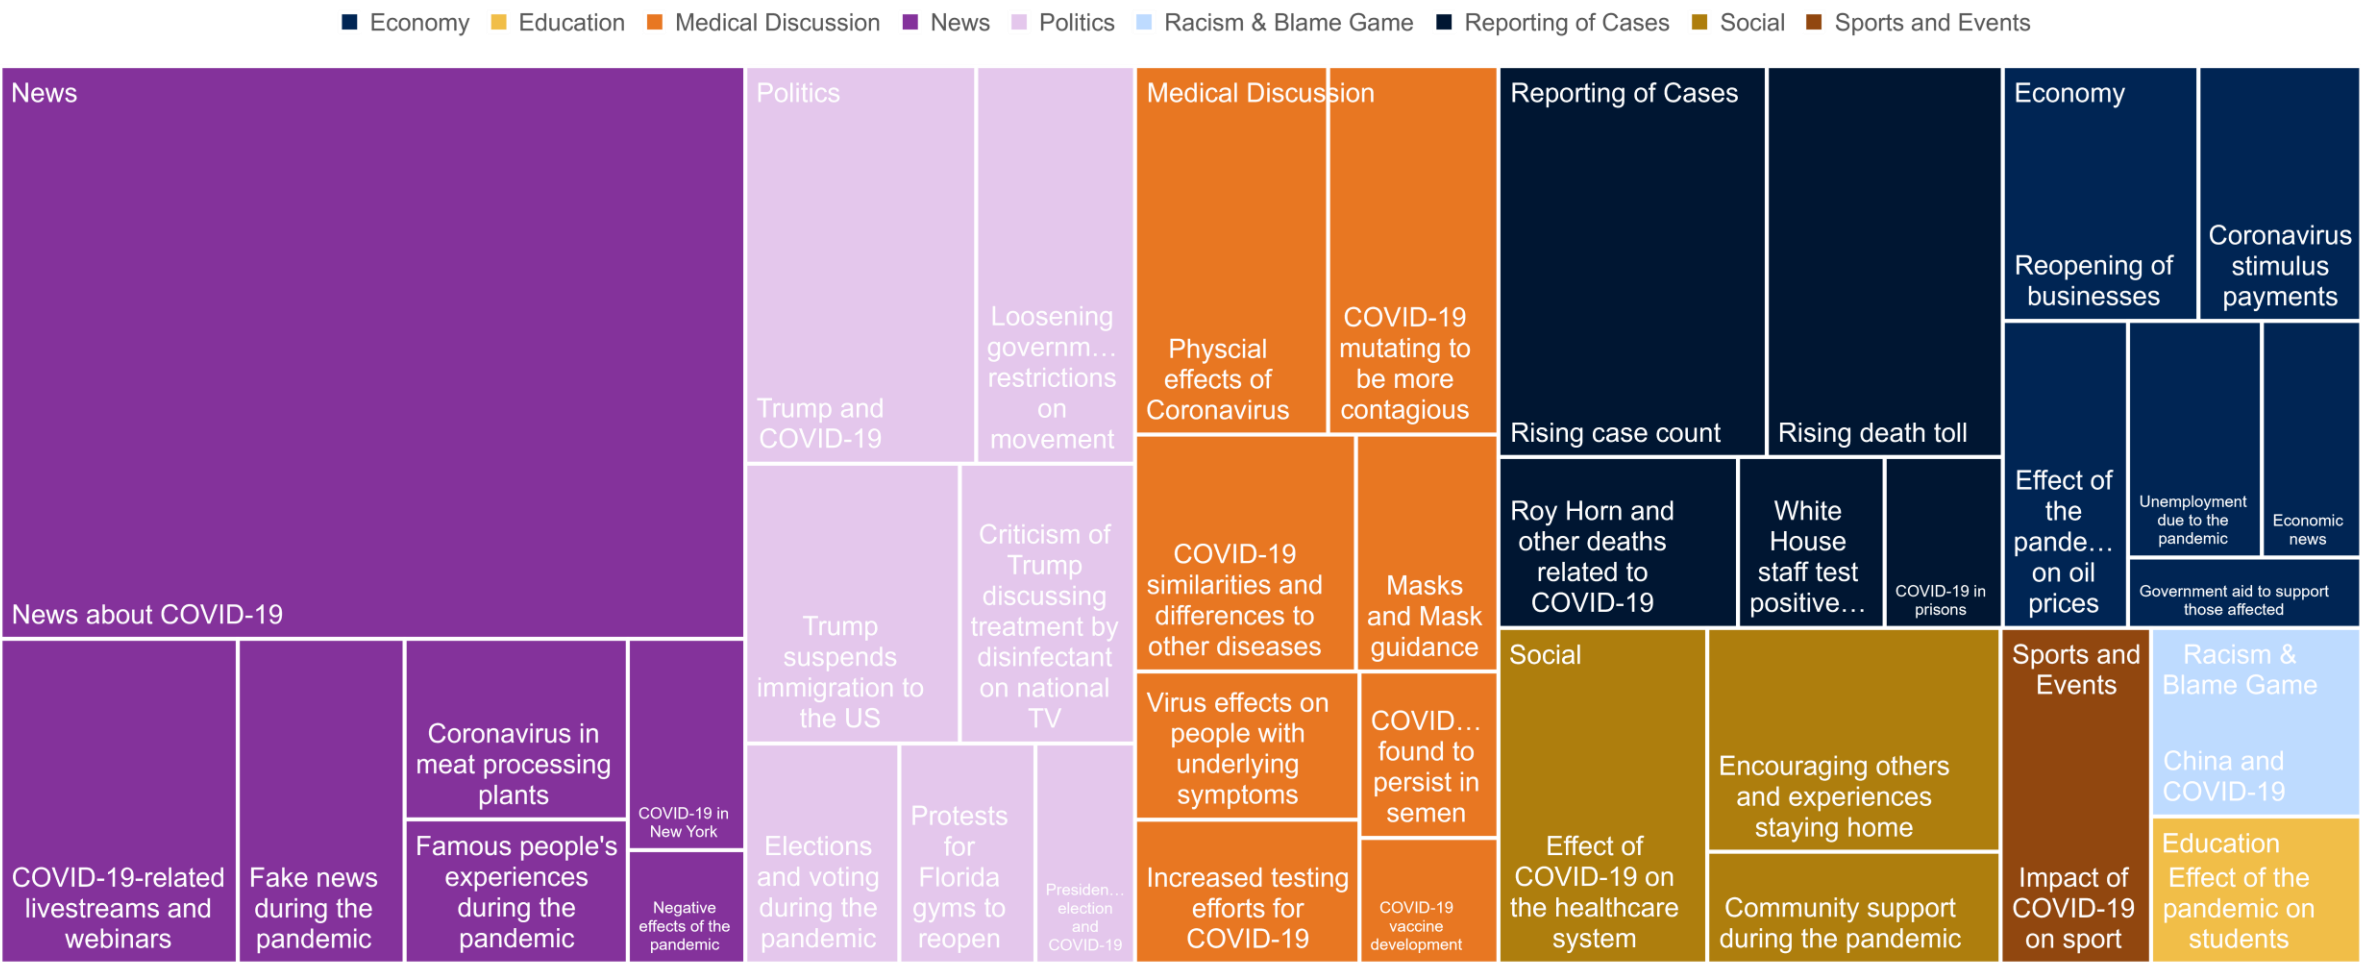 Economy Education Medical Discussion News Politics Racism & Blame Game Reporting of Cases Social Sports and Events
News
News about COVID-19
COVID-19-related
livestreams and
webinars
Fake news
during the
pandemic
Coronavirus in
meat processing
plants
Famous people's
experiences
during the
pandemic
COVID-19 in
New York
Negative
effects of the
pandemic
Politics
Trump and
COVID-19
Loosening
governm…
restrictions
on
movement
Trump
suspends
immigration to
the US
Criticism of
Trump
discussing
treatment by
disinfectant
on national
TV
Elections
and voting
during the
pandemic
Protests
for
Florida
gyms to
reopen
Presiden…
election
and
COVID-19
Medical Discussion
Physcial
effects of
Coronavirus
COVID-19
mutating to
be more
contagious
COVID-19
similarities and
differences to
other diseases
Masks
and Mask
guidance
Virus effects on
people with
underlying
symptoms
COVID…
found to
persist in
semen
Increased testing
efforts for
COVID-19
COVID-19
vaccine
development
Reporting of Cases
Rising case count
Rising death toll
Roy Horn and
other deaths
related to
COVID-19
White
House
staff test
positive…
COVID-19 in
prisons
Economy
Reopening of
businesses
Coronavirus
stimulus
payments
Effect of
the
pande…
on oil
prices
Unemployment
due to the
pandemic
Economic
news
Government aid to support
those affected
Social
Effect of
COVID-19 on
the healthcare
system
Encouraging others
and experiences
staying home
Community support
during the pandemic
Sports and
Events
Impact of
COVID-19
on sport
Racism &
Blame Game
China and
COVID-19
Education
Effect of the
pandemic on
students